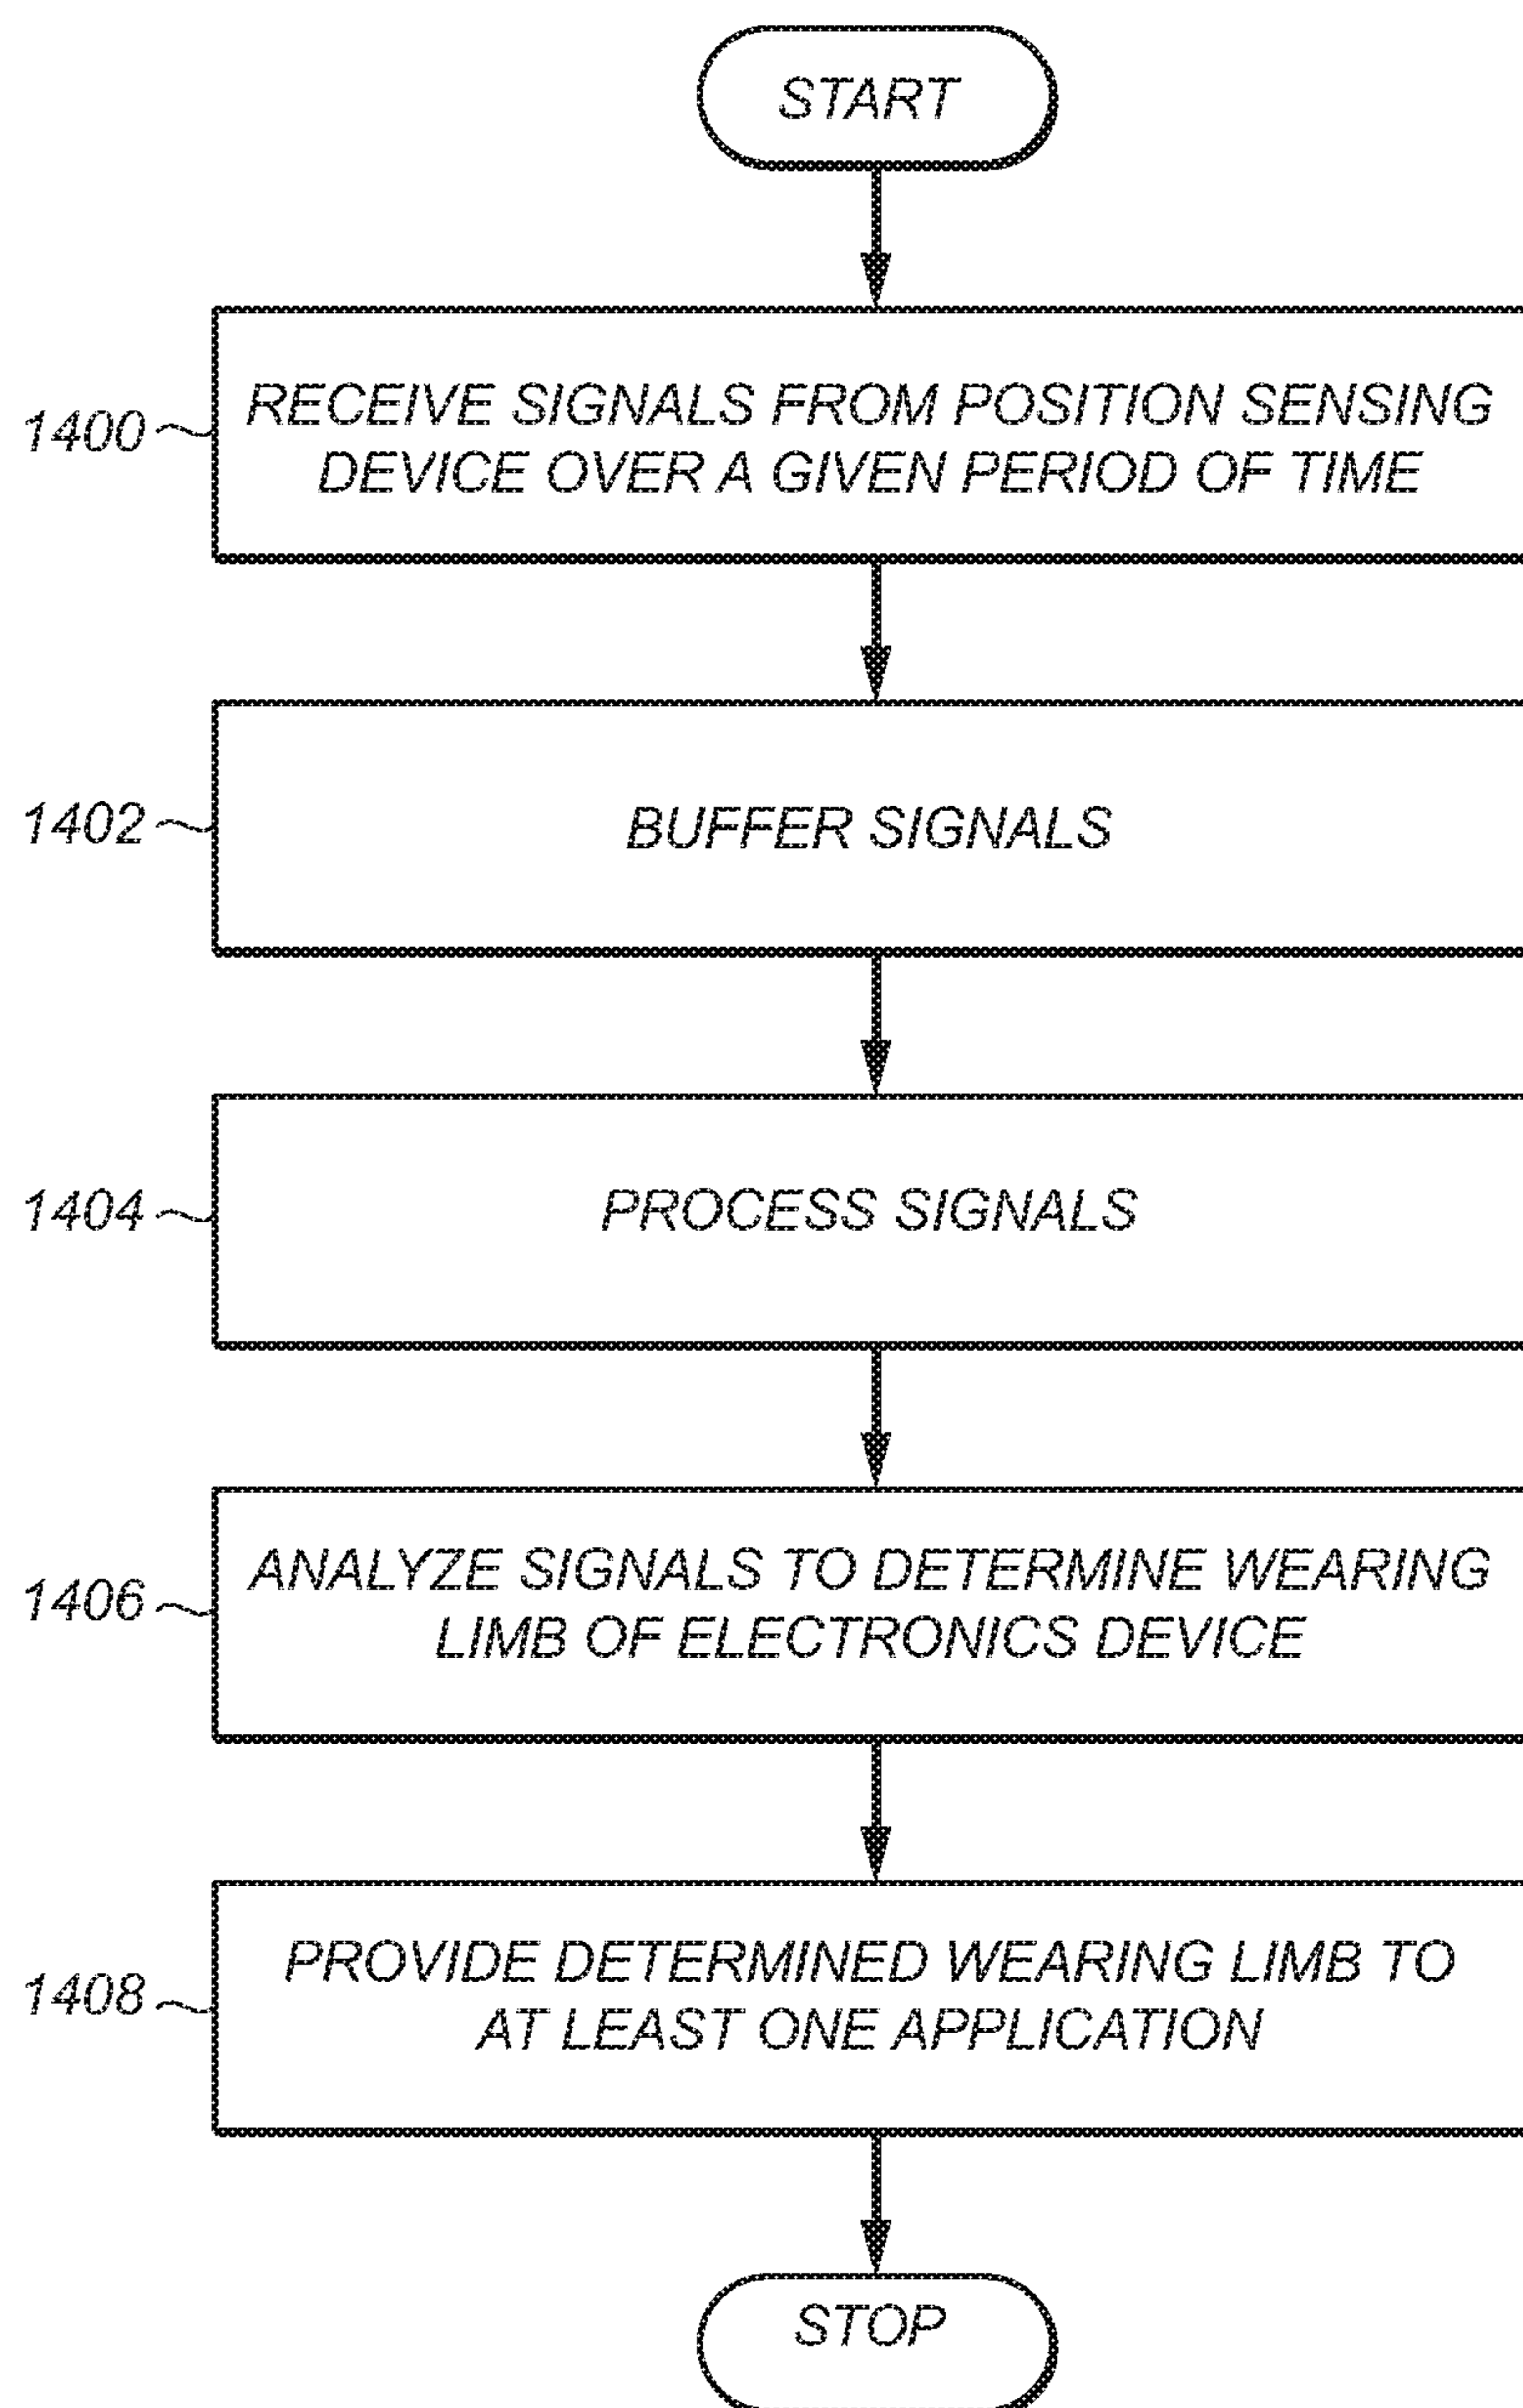 START
1400
RECEIVE SIGNALS FROM POSITION SENSING
DEVICE OVER A GIVEN PERIOD OF TIME
1402
BUFFER SIGNALS
1404
PROCESS SIGNALS
1406
ANALYZE SIGNALS TO DETERMINE WEARING
LIMB OF ELECTRONICS DEVICE
1408
PROVIDE DETERMINED WEARING LIMB TO
AT LEAST ONE APPLICATION
STOP